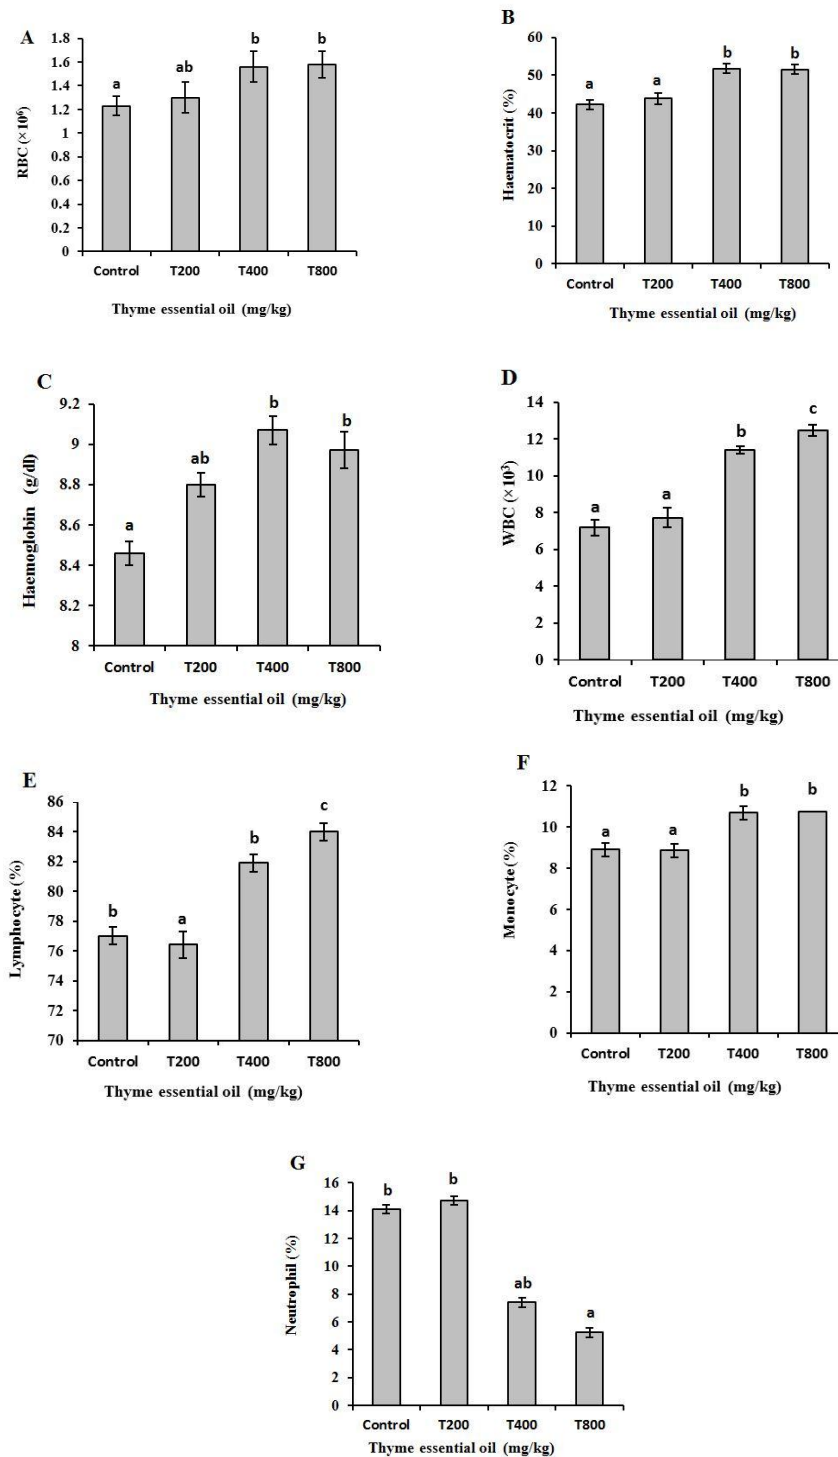 A
RBC (×10⁶)
1.8
1.6
1.4
1.2
1
0.8
0.6
0.4
0.2
0
a
ab
b
b
Control T200 T400 T800
Thyme essential oil (mg/kg)
B
Haematocrit (%)
60
50
40
30
20
10
0
a
a
b
b
Control T200 T400 T800
Thyme essential oil (mg/kg)
C
Haemoglobin (g/dl)
9.2
9
8.8
8.6
8.4
8.2
8
a
ab
b
b
Control T200 T400 T800
Thyme essential oil (mg/kg)
D
WBC (×10³)
14
12
10
8
6
4
2
0
a
a
b
c
Control T200 T400 T800
Thyme essential oil (mg/kg)
E
Lymphocyte (%)
86
84
82
80
78
76
74
72
70
b
a
b
c
Control T200 T400 T800
Thyme essential oil (mg/kg)
F
Monocyte (%)
12
10
8
6
4
2
0
a
a
b
b
Control T200 T400 T800
Thyme essential oil (mg/kg)
G
Neutrophil (%)
16
14
12
10
8
6
4
2
0
b
b
ab
a
Control T200 T400 T800
Thyme essential oil (mg/kg)